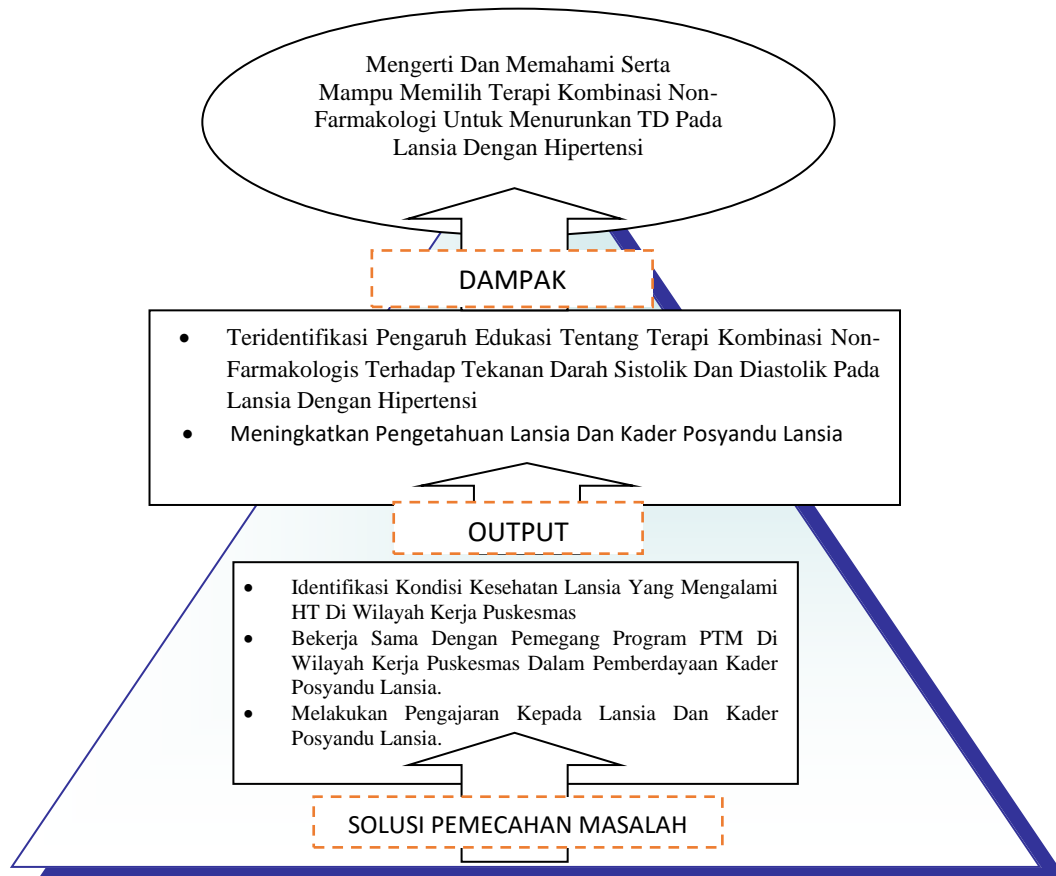 Mengerti Dan Memahami Serta
Mampu Memilih Terapi Kombinasi Non-
Farmakologi Untuk Menurunkan TD Pada
Lansia Dengan Hipertensi
DAMPAK
• Teridentifikasi Pengaruh Edukasi Tentang Terapi Kombinasi Non-
Farmakologis Terhadap Tekanan Darah Sistolik Dan Diastolik Pada
Lansia Dengan Hipertensi
• Meningkatkan Pengetahuan Lansia Dan Kader Posyandu Lansia
OUTPUT
• Identifikasi Kondisi Kesehatan Lansia Yang Mengalami
HT Di Wilayah Kerja Puskesmas
• Bekerja Sama Dengan Pemegang Program PTM Di
Wilayah Kerja Puskesmas Dalam Pemberdayaan Kader
Posyandu Lansia.
• Melakukan Pengajaran Kepada Lansia Dan Kader
Posyandu Lansia.
SOLUSI PEMECAHAN MASALAH